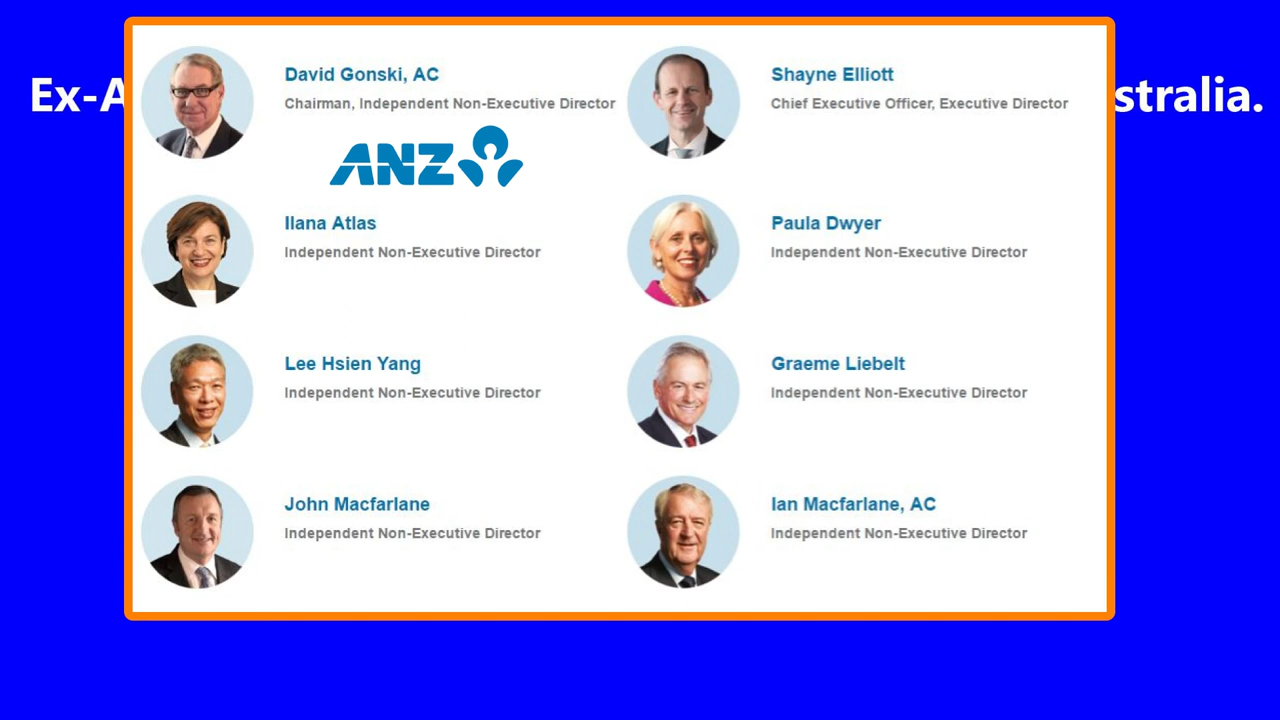 Ex-A
stralia.
David Gonski, AC
Chairman, Independent Non-Executive Director
Shayne Elliott
Chief Executive Officer, Executive Director
ANZ
Ilana Atlas
Independent Non-Executive Director
Paula Dwyer
Independent Non-Executive Director
Lee Hsien Yang
Independent Non-Executive Director
Graeme Liebelt
Independent Non-Executive Director
John Macfarlane
Independent Non-Executive Director
Ian Macfarlane, AC
Independent Non-Executive Director